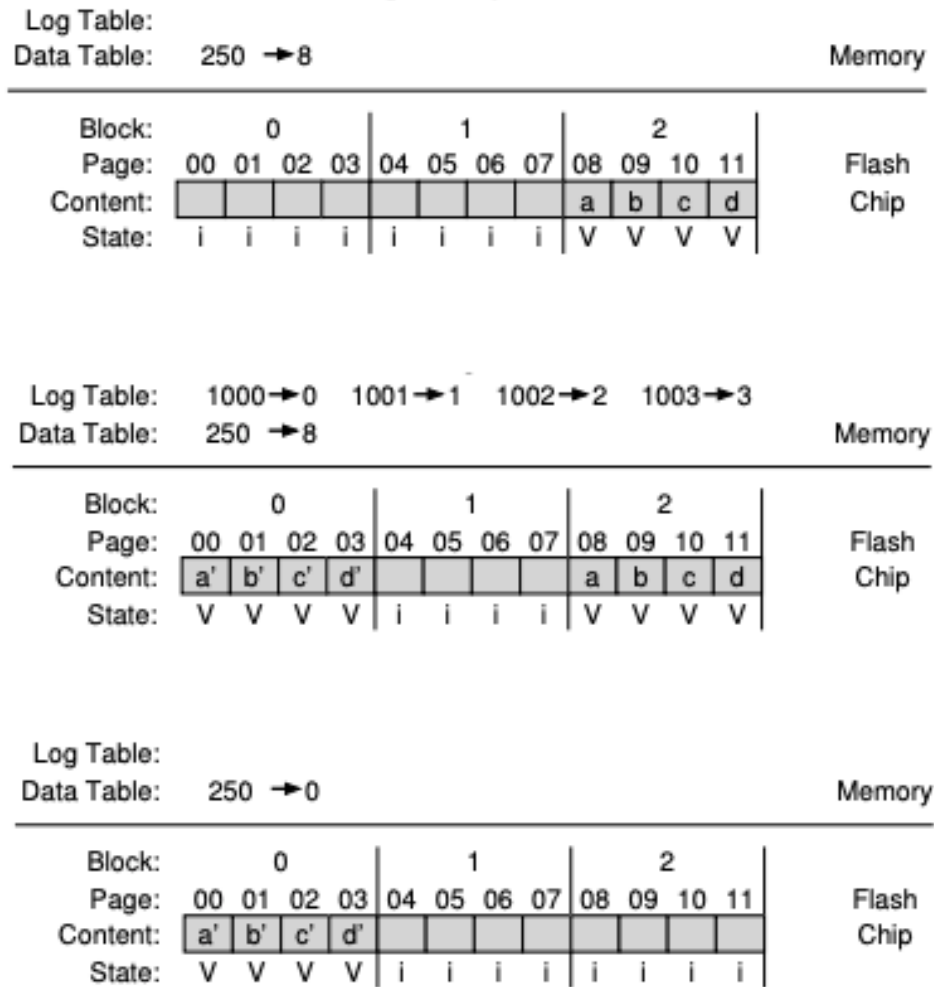 Log Table:
Data Table: 250 →8 Memory
Block: 0 1 2
Page: 00 01 02 03 04 05 06 07 08 09 10 11 Flash
Content: a b c d Chip
State: i i i i i i i i V V V V
Log Table: 1000→0 1001→1 1002→2 1003→3
Data Table: 250 →8 Memory
Block: 0 1 2
Page: 00 01 02 03 04 05 06 07 08 09 10 11 Flash
Content: a' b' c' d' a b c d Chip
State: V V V V i i i i V V V V
Log Table:
Data Table: 250 →0 Memory
Block: 0 1 2
Page: 00 01 02 03 04 05 06 07 08 09 10 11 Flash
Content: a' b' c' d' Chip
State: V V V V i i i i i i i i